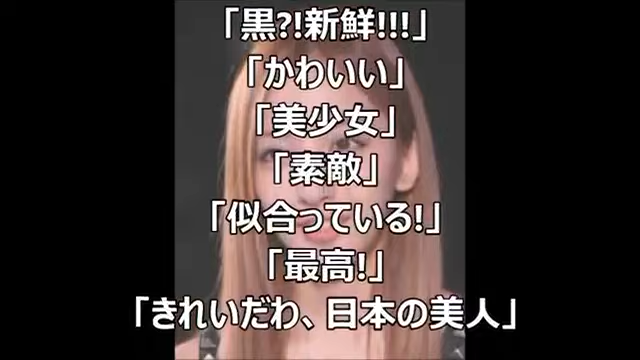 「黒?!新鮮!!!」
「かわいい」
「美少女」
「素敵」
「似合っている!」
「最高!」
「きれいだわ、日本の美人」